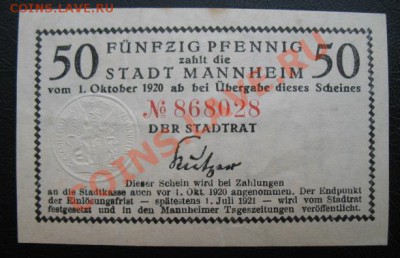 COINS.LAVE.RU
50 FÜNFZIG PFENNIG 50
zahlt die
STADT MANNHEIM
vom 1. Oktober 1920 ab bei Übergabe dieses Scheines
№ 868028
DER STADTRAT
Dieser Schein wird bei Zahlungen
an die Stadtkasse auch vor 1. Okt. 1920 angenommen. Der Endpunkt
der Einlösungsfrist — spätestens 1. Juli 1921 — wird vom Stadtrat
festgesetzt und in den Mannheimer Tageszeitungen veröffentlicht.
COINS.LAVE.RU